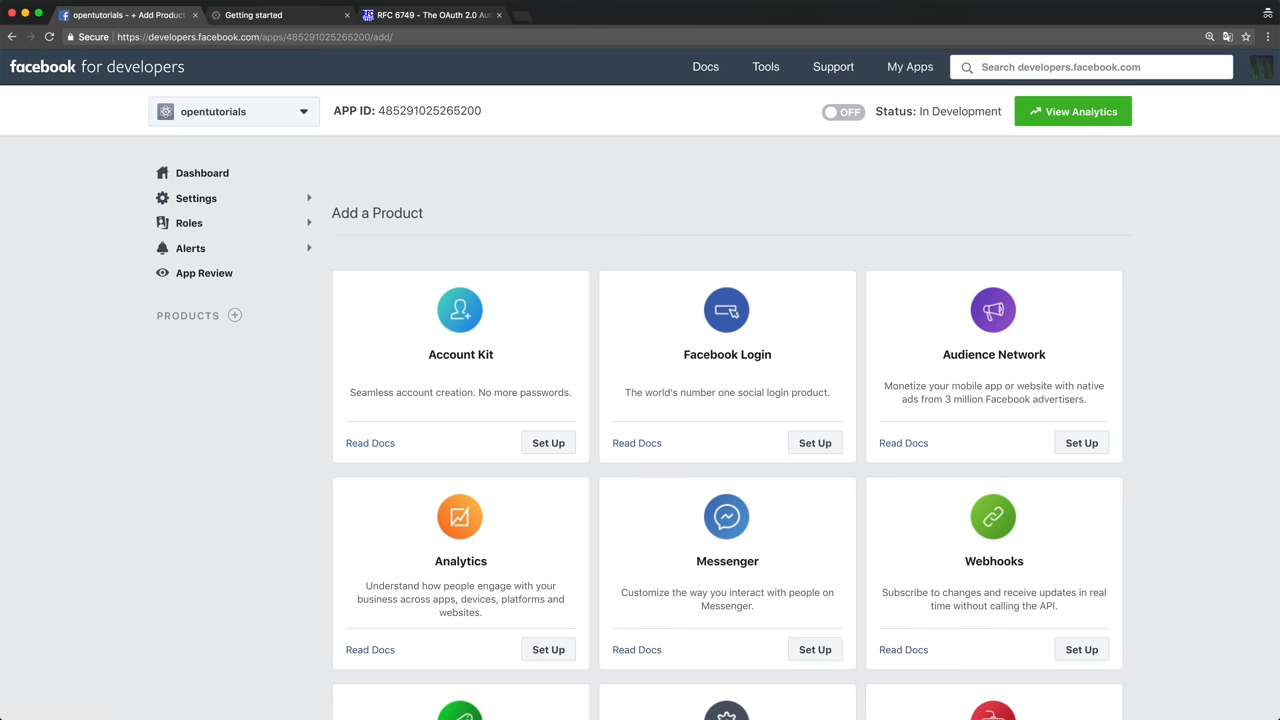 opentutorials - + Add Product
Getting started
RFC 6749 - The OAuth 2.0 Aut
Secure
https://developers.facebook.com/apps/485291025265200/add/
facebook for developers
Docs
Tools
Support
My Apps
Search developers.facebook.com
opentutorials
APP ID: 485291025265200
OFF
Status: In Development
View Analytics
Dashboard
Settings
Roles
Alerts
App Review
PRODUCTS
Add a Product
Account Kit
Seamless account creation. No more passwords.
Read Docs
Set Up
Facebook Login
The world's number one social login product.
Read Docs
Set Up
Audience Network
Monetize your mobile app or website with native
ads from 3 million Facebook advertisers.
Read Docs
Set Up
Analytics
Understand how people engage with your
business across apps, devices, platforms and
websites.
Read Docs
Set Up
Messenger
Customize the way you interact with people on
Messenger.
Read Docs
Set Up
Webhooks
Subscribe to changes and receive updates in real
time without calling the API.
Read Docs
Set Up